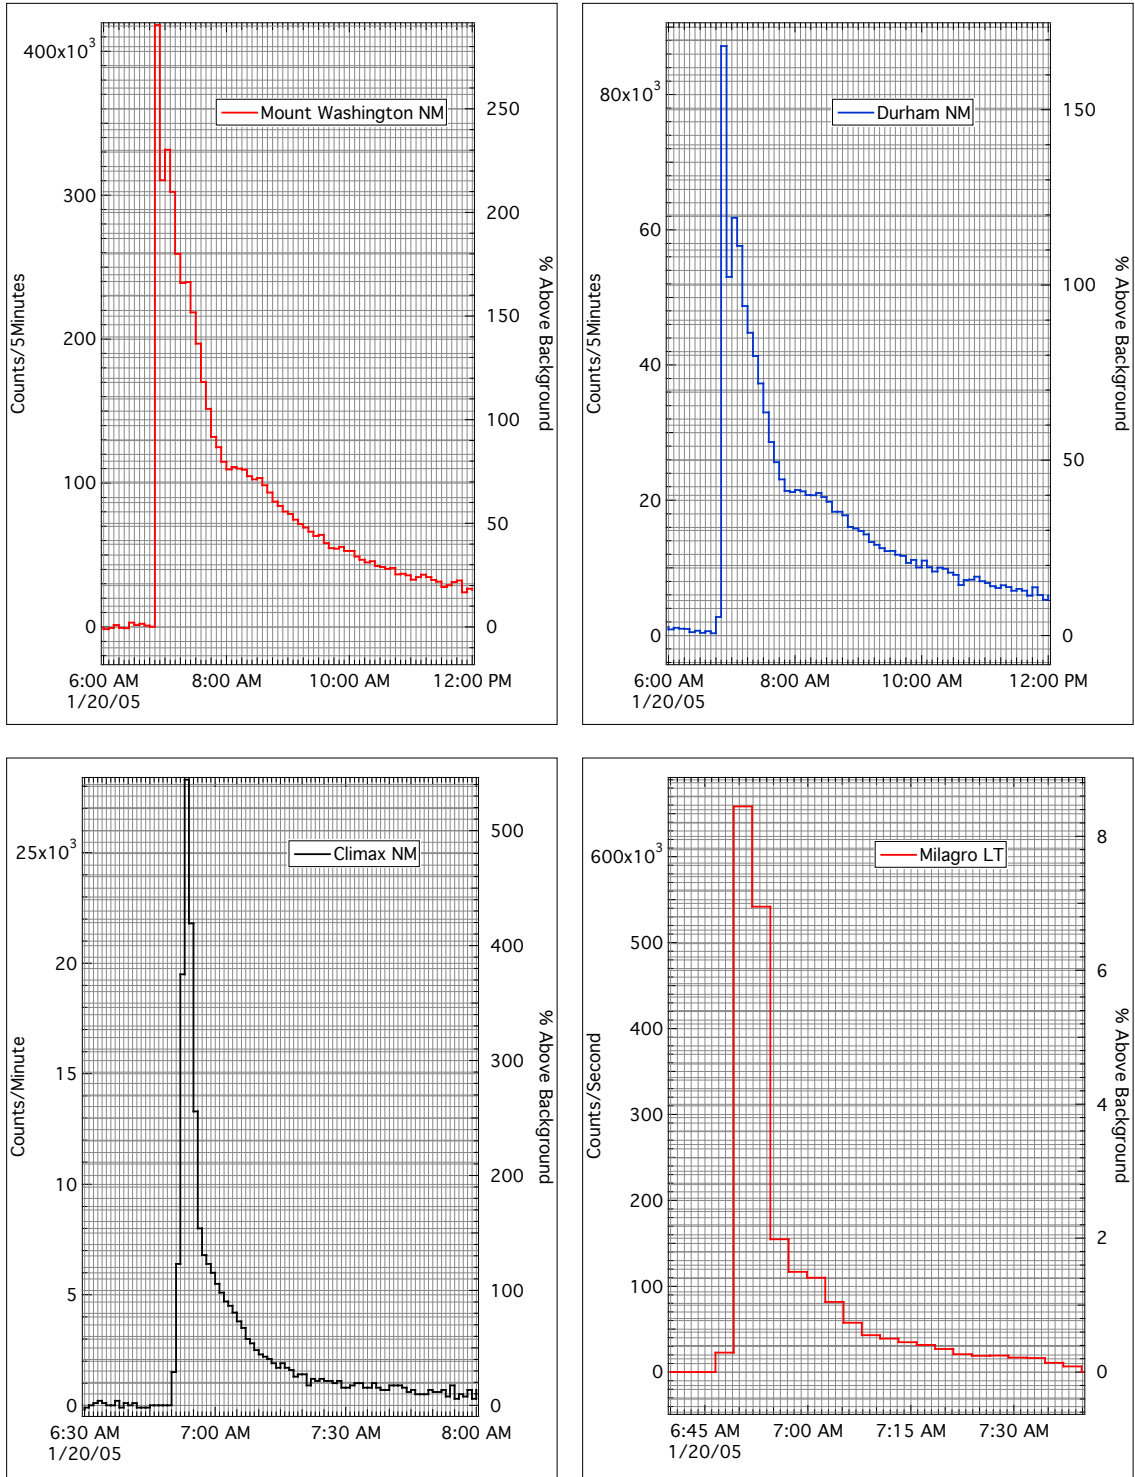 400x10³
300
200
100
0
Counts/5Minutes
Mount Washington NM
250
200
150
100
50
0
% Above Background
6:00 AM 8:00 AM 10:00 AM 12:00 PM
1/20/05
80x10³
60
40
20
0
Counts/5Minutes
Durham NM
150
100
50
0
% Above Background
6:00 AM 8:00 AM 10:00 AM 12:00 PM
1/20/05
25x10³
20
15
10
5
0
Counts/Minute
Climax NM
500
400
300
200
100
0
% Above Background
6:30 AM 7:00 AM 7:30 AM 8:00 AM
1/20/05
600x10³
500
400
300
200
100
0
Counts/Second
Milagro LT
8
6
4
2
0
% Above Background
6:45 AM 7:00 AM 7:15 AM 7:30 AM
1/20/05